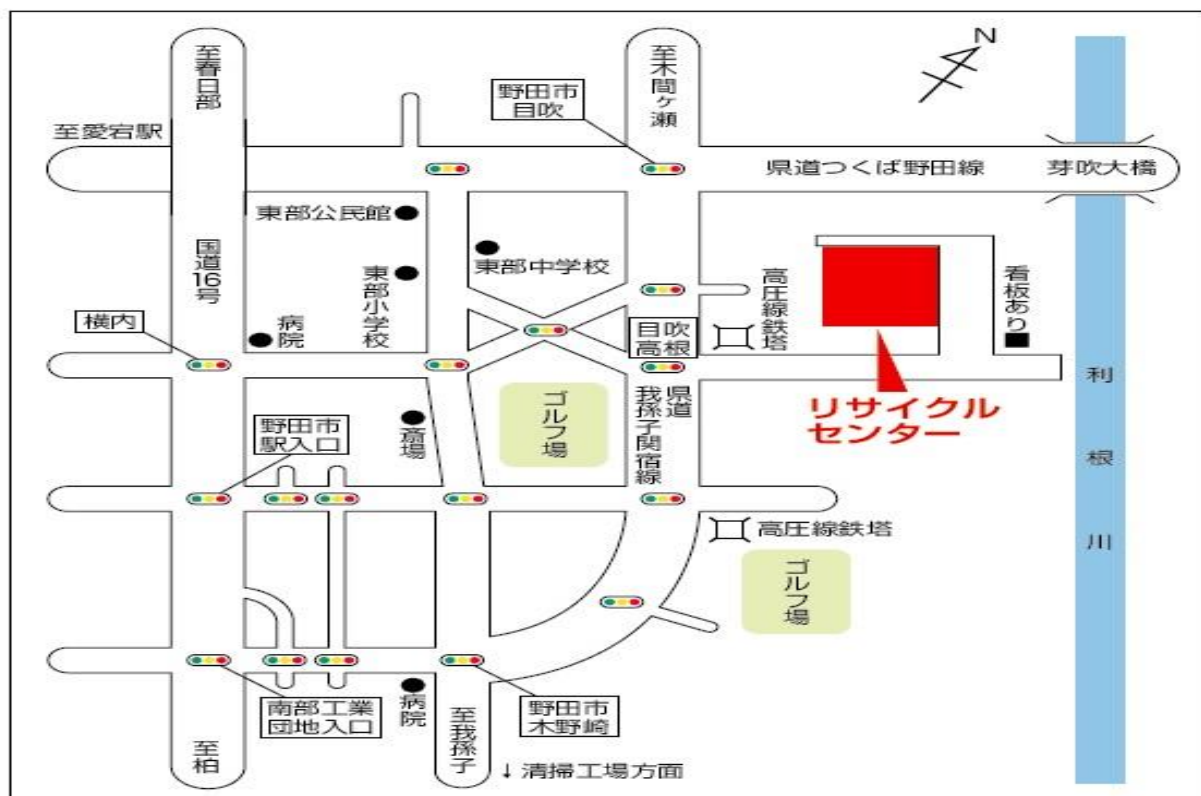 至春日部
至木間ヶ瀬
N
野田市
目吹
至愛宕駅
県道つくば野田線
芽吹大橋
東部公民館
東部中学校
国道16号
東部小学校
高圧線鉄塔
看板あり
横内
病院
目吹
高根
利根川
県道
我孫子関宿線
リサイクル
センター
ゴルフ場
斎場
野田市
駅入口
高圧線鉄塔
ゴルフ場
南部工業
団地入口
病院
野田市
木野崎
至柏
至我孫子
↓清掃工場方面